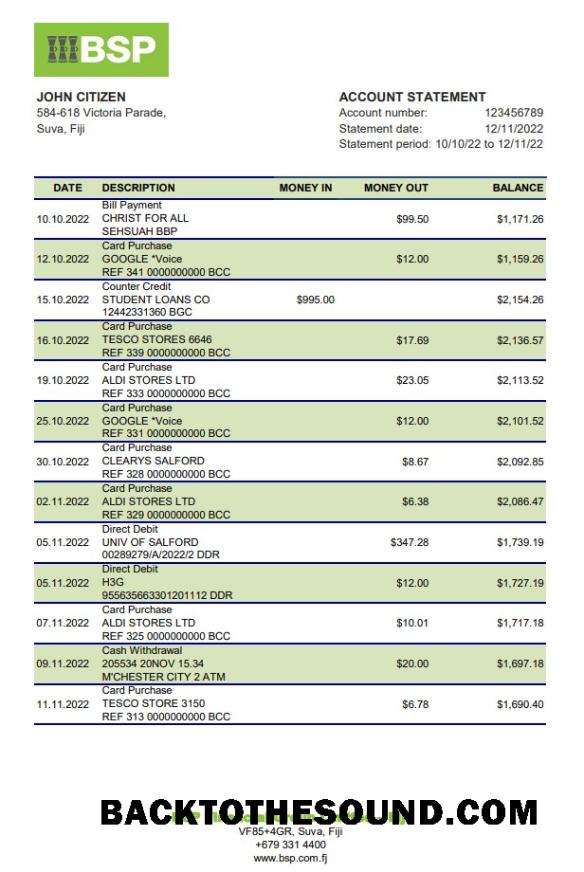 BSP
JOHN CITIZEN
584-618 Victoria Parade,
Suva, Fiji
ACCOUNT STATEMENT
Account number: 123456789
Statement date: 12/11/2022
Statement period: 10/10/22 to 12/11/22
DATE DESCRIPTION MONEY IN MONEY OUT BALANCE
Bill Payment
10.10.2022 CHRIST FOR ALL $99.50 $1,171.26
SEHSUAH BBP
Card Purchase
12.10.2022 GOOGLE *Voice $12.00 $1,159.26
REF 341 0000000000 BCC
Counter Credit
15.10.2022 STUDENT LOANS CO $995.00 $2,154.26
12442331360 BGC
Card Purchase
16.10.2022 TESCO STORES 6646 $17.69 $2,136.57
REF 339 0000000000 BCC
Card Purchase
19.10.2022 ALDI STORES LTD $23.05 $2,113.52
REF 333 0000000000 BCC
Card Purchase
25.10.2022 GOOGLE *Voice $12.00 $2,101.52
REF 331 0000000000 BCC
Card Purchase
30.10.2022 CLEARYS SALFORD $8.67 $2,092.85
REF 328 0000000000 BCC
Card Purchase
02.11.2022 ALDI STORES LTD $6.38 $2,086.47
REF 329 0000000000 BCC
Direct Debit
05.11.2022 UNIV OF SALFORD $347.28 $1,739.19
00289279/A/2022/2 DDR
Direct Debit
05.11.2022 H3G $12.00 $1,727.19
955635663301201112 DDR
Card Purchase
07.11.2022 ALDI STORES LTD $10.01 $1,717.18
REF 325 0000000000 BCC
Cash Withdrawal
09.11.2022 205534 20NOV 15.34 $20.00 $1,697.18
M'CHESTER CITY 2 ATM
Card Purchase
11.11.2022 TESCO STORE 3150 $6.78 $1,690.40
REF 313 0000000000 BCC
BACKTOTHESOUND.COM
VF85+4GR, Suva, Fiji
+679 331 4400
www.bsp.com.fj